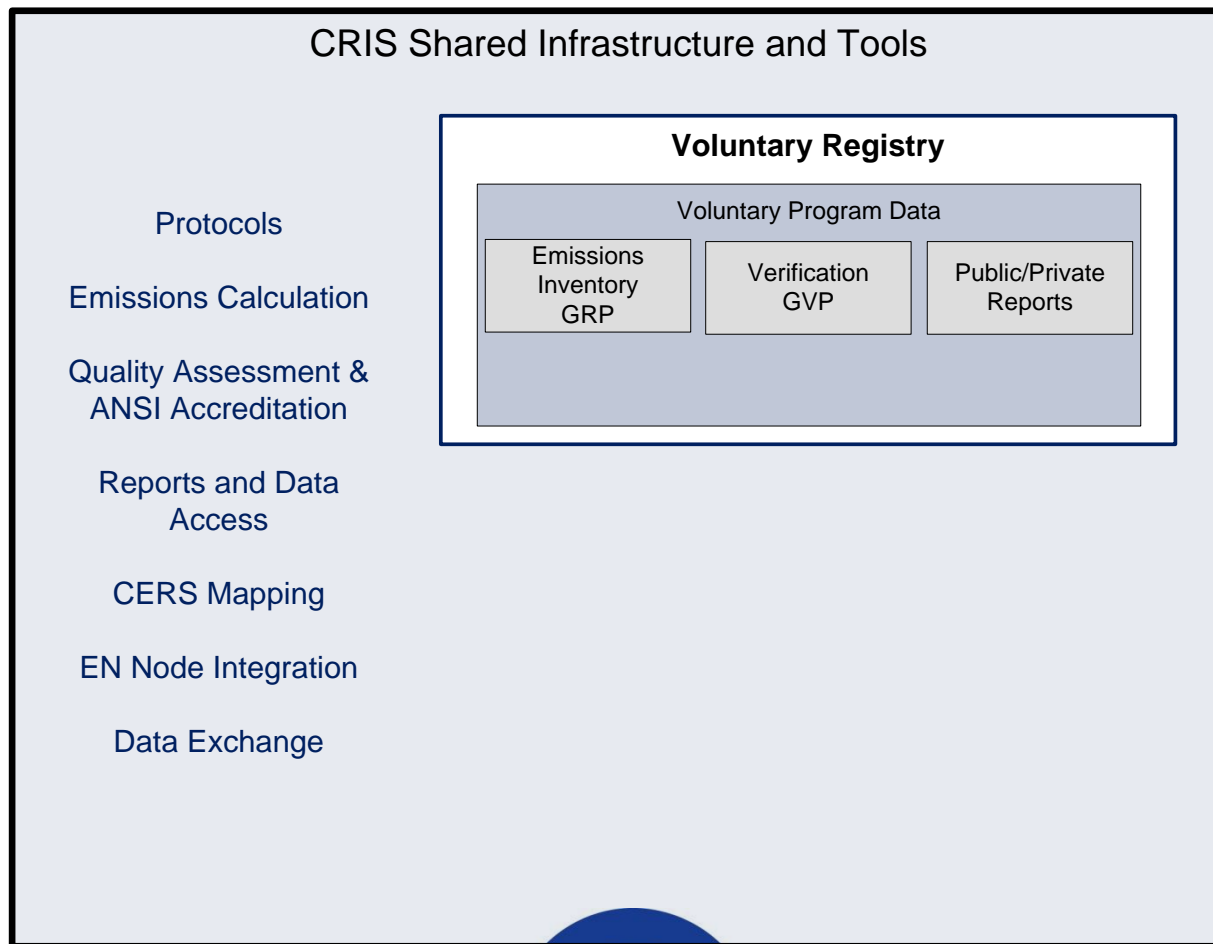 CRIS Shared Infrastructure and Tools
Protocols
Emissions Calculation
Quality Assessment &
ANSI Accreditation
Reports and Data
Access
CERS Mapping
EN Node Integration
Data Exchange
Voluntary Registry
Voluntary Program Data
Emissions
Inventory
GRP
Verification
GVP
Public/Private
Reports